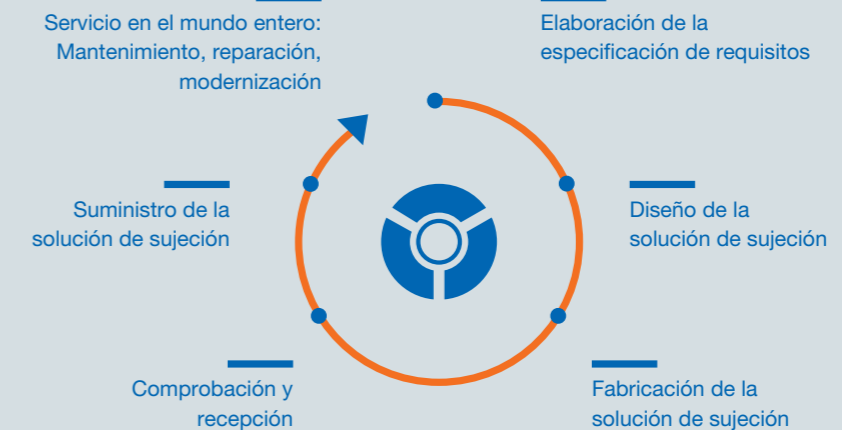 Servicio en el mundo entero:
Mantenimiento, reparación,
modernización
Elaboración de la
especificación de requisitos
Suministro de la
solución de sujeción
Diseño de la
solución de sujeción
Comprobación y
recepción
Fabricación de la
solución de sujeción